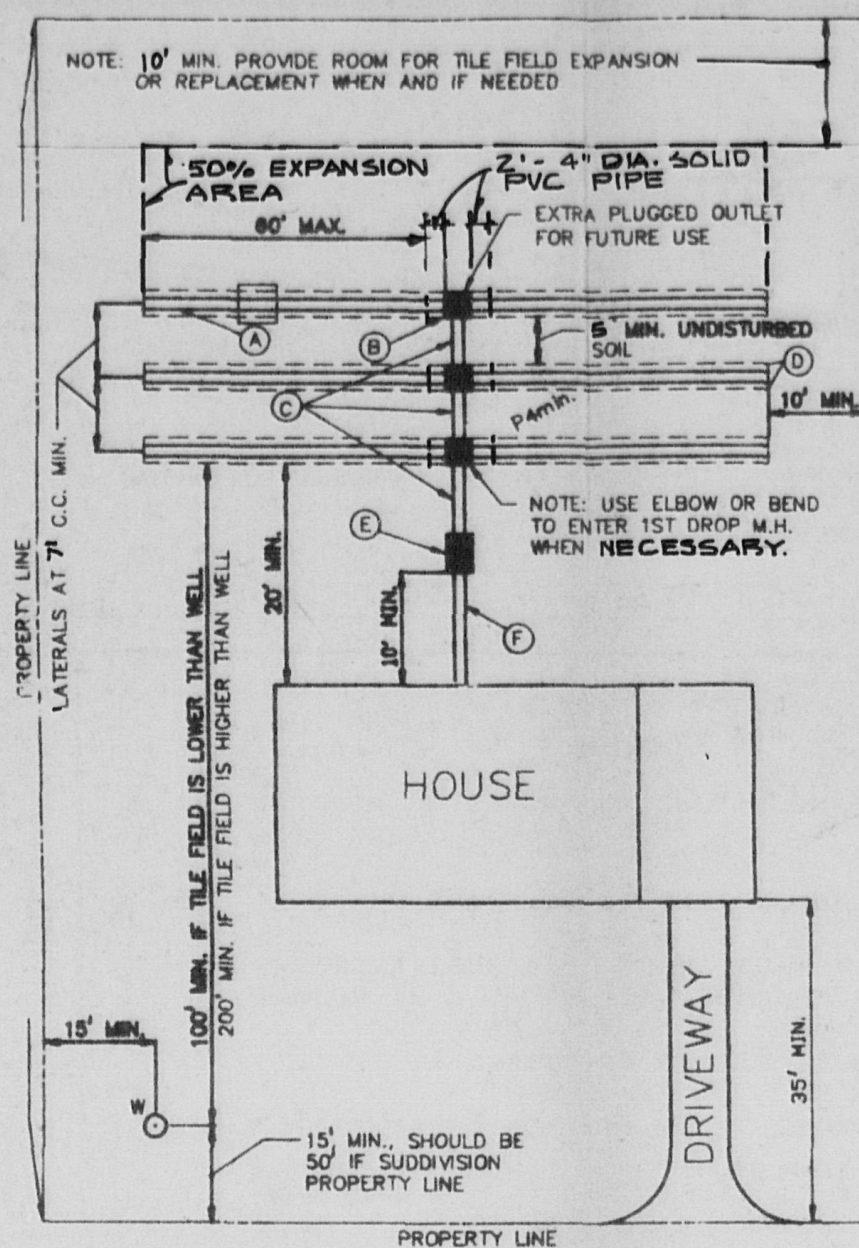 NOTE: 10' MIN. PROVIDE ROOM FOR TILE FIELD EXPANSION
OR REPLACEMENT WHEN AND IF NEEDED
50% EXPANSION
AREA
2' - 4" DIA. SOLID
PVC PIPE
60' MAX.
EXTRA PLUGGED OUTLET
FOR FUTURE USE
A
B
5' MIN. UNDISTURBED
SOIL
D
C
P4min.
10' MIN.
PROPERTY LINE
LATERALS AT 7' C.C. MIN.
NOTE: USE ELBOW OR BEND
TO ENTER 1ST DROP M.H.
WHEN NECESSARY.
E
20' MIN.
10' MIN.
F
100' MIN. IF TILE FIELD IS LOWER THAN WELL
200' MIN. IF TILE FIELD IS HIGHER THAN WELL
HOUSE
15' MIN.
W
DRIVEWAY
35' MIN.
15' MIN., SHOULD BE
50' IF SUDDIVISION
PROPERTY LINE
PROPERTY LINE